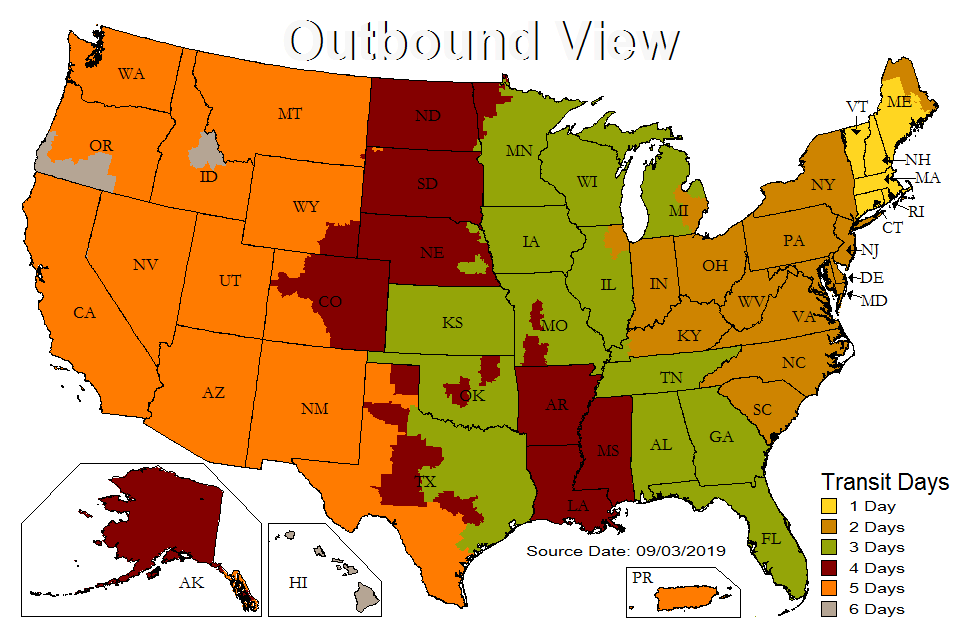 Outbound View
WA
MT
ND
VT
ME
OR
ID
MN
NH
SD
WI
MA
WY
MI
NY
RI
CT
NE
IA
PA
NJ
NV
UT
OH
IL
IN
DE
CO
WV
MD
CA
KS
MO
VA
KY
NC
AZ
NM
OK
TN
AR
SC
MS
AL
GA
TX
LA
FL
Transit Days
1 Day
2 Days
3 Days
4 Days
5 Days
6 Days
Source Date: 09/03/2019
AK
HI
PR